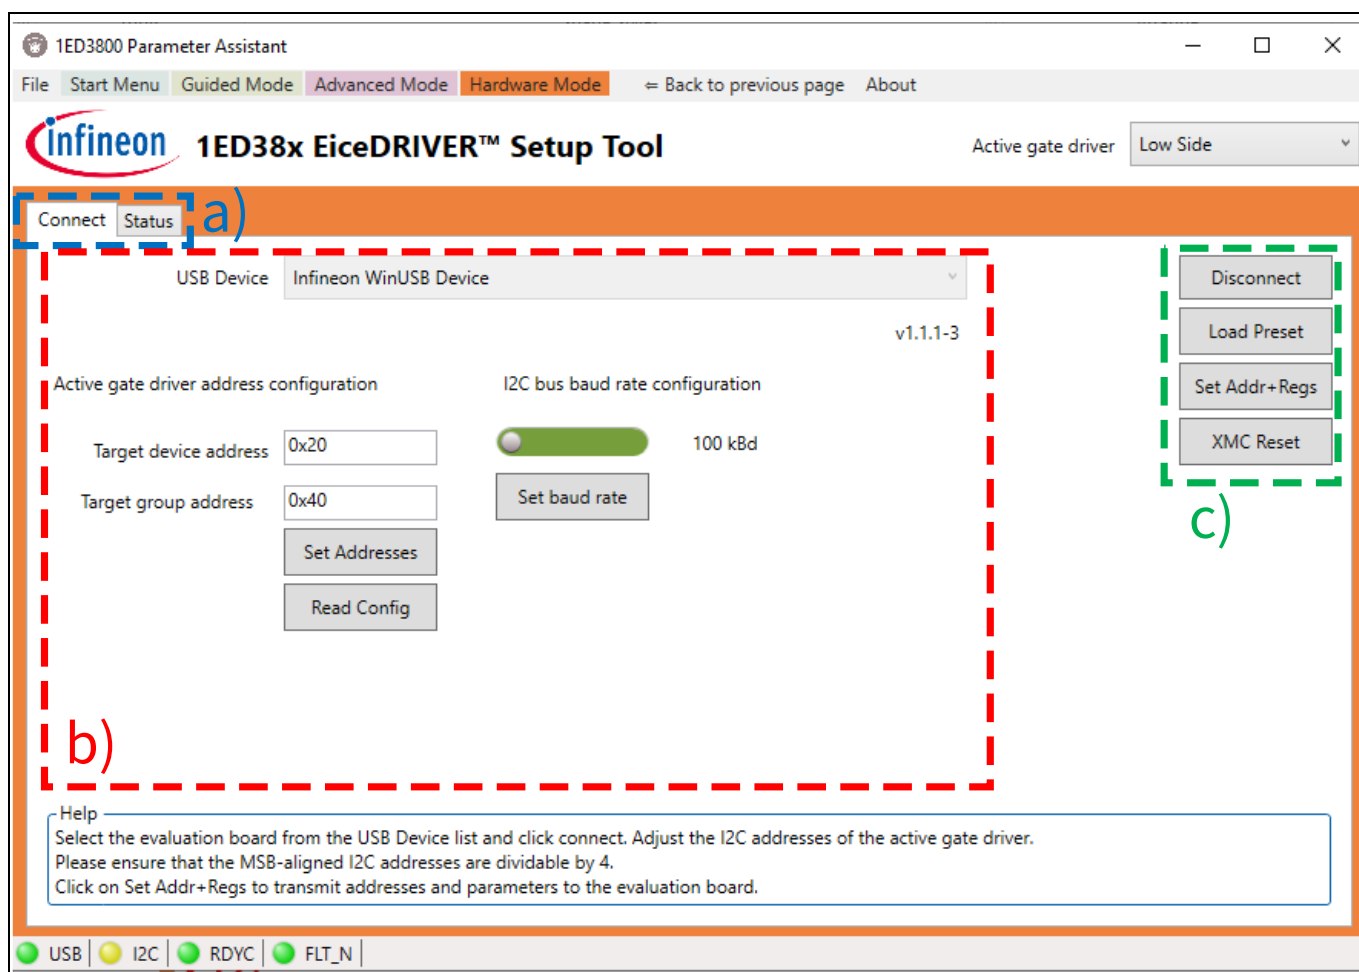 1ED3800 Parameter Assistant
File Start Menu Guided Mode Advanced Mode Hardware Mode ⇐ Back to previous page About
infineon 1ED38x EiceDRIVER™ Setup Tool Active gate driver Low Side
Connect Status a)
USB Device Infineon WinUSB Device Disconnect
v1.1.1-3 Load Preset
Active gate driver address configuration I2C bus baud rate configuration Set Addr+Regs
Target device address 0x20 100 kBd XMC Reset
Target group address 0x40 Set baud rate
c)
Set Addresses
Read Config
b)
Help
Select the evaluation board from the USB Device list and click connect. Adjust the I2C addresses of the active gate driver.
Please ensure that the MSB-aligned I2C addresses are dividable by 4.
Click on Set Addr+Regs to transmit addresses and parameters to the evaluation board.
USB I2C RDYC FLT_N